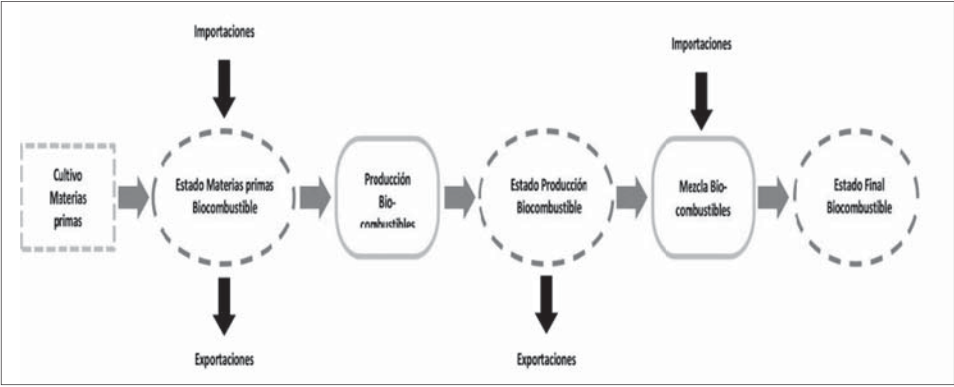 Importaciones
Importaciones
Cultivo
Materias
primas
Estado Materias primas
Biocombustible
Producción
Bio-
combustibles
Estado Producción
Biocombustible
Mezcla Bio-
combustibles
Estado Final
Biocombustible
Exportaciones
Exportaciones